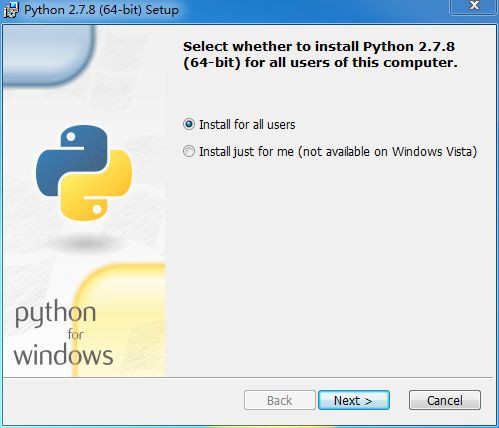 Python 2.7.8 (64-bit) Setup
Select whether to install Python 2.7.8
(64-bit) for all users of this computer.
Install for all users
Install just for me (not available on Windows Vista)
python
for
windows
Back
Next >
Cancel